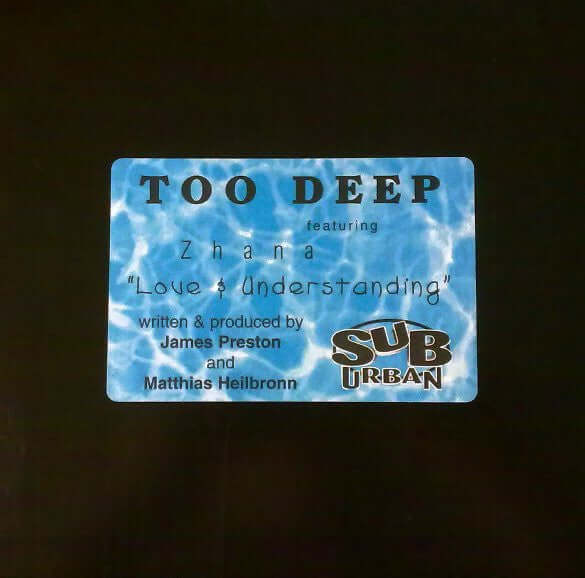 TOO DEEP
featuring
Zhana
"Love & Understanding"
written & produced by
James Preston
and
Matthias Heilbronn
SUB
URBAN